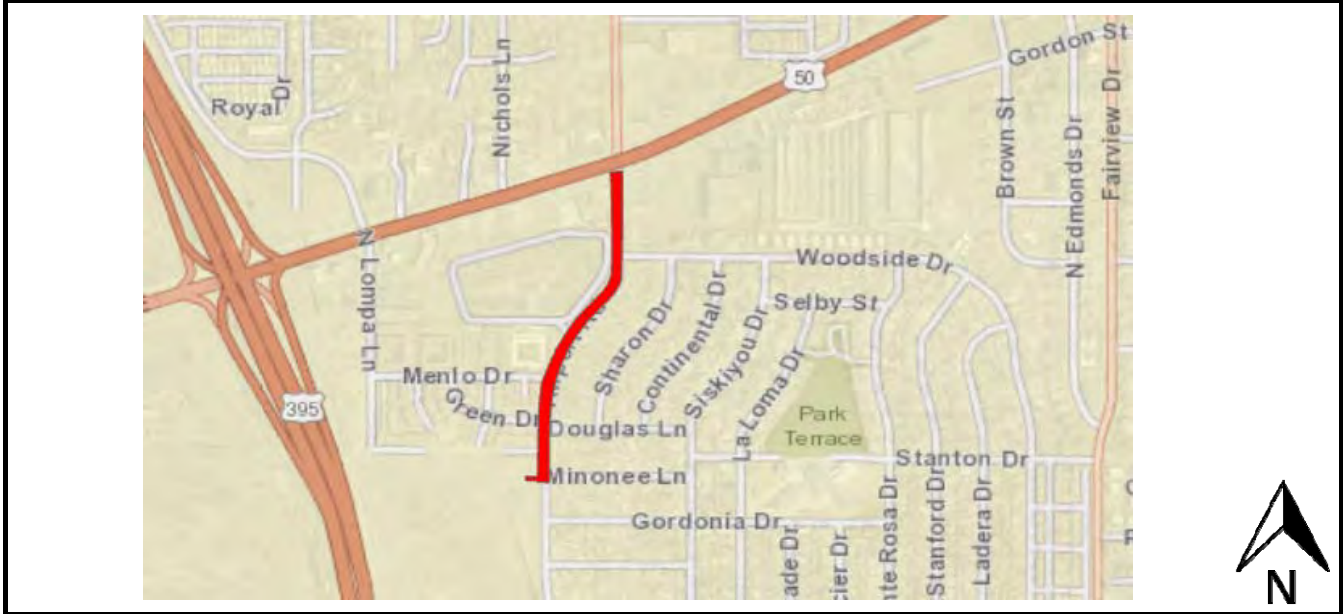 Gordon St
50
Royal Dr
Nichols Ln
Brown St
N Edmonds Dr
Fairview Dr
N Lompa Ln
Woodside Dr
Selby St
Sharon Dr
Continental Dr
Siskiyou Dr
La Loma Dr
Menlo Dr
Green Dr
395
Park
Terrace
Douglas Ln
Stanton Dr
Minonee Ln
Gordonia Dr
Stanford Dr
Ladera Dr
N